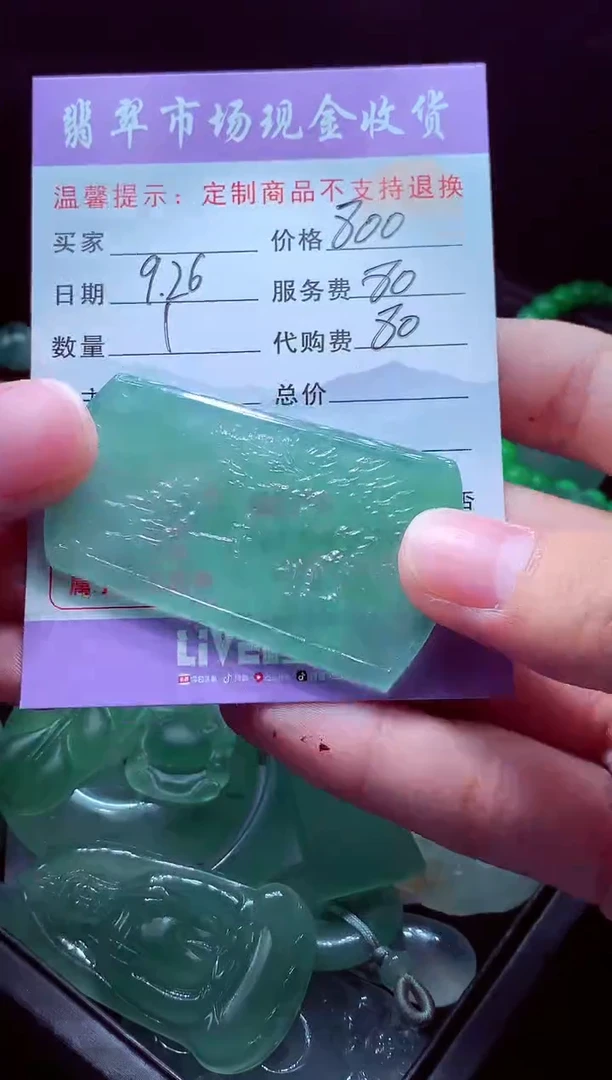 翡翠市场现金收货
温馨提示：定制商品不支持退换
买家 价格 800
日期 9.26 服务费 80
数量 1 代购费 80
总价
否
LIVE